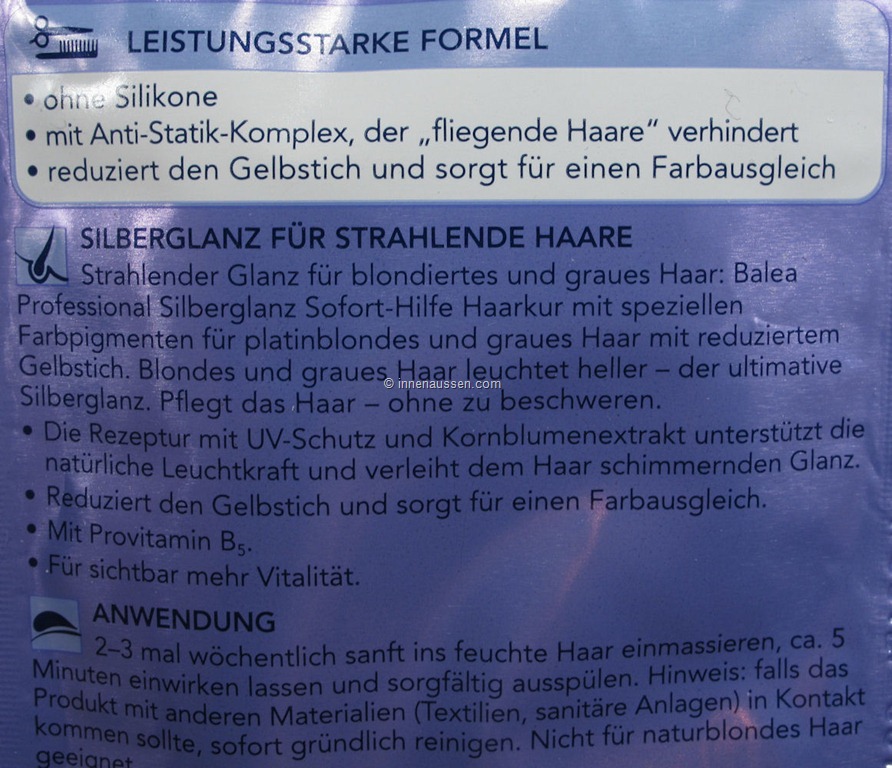 LEISTUNGSSTARKE FORMEL
• ohne Silikone
• mit Anti-Statik-Komplex, der „fliegende Haare“ verhindert
• reduziert den Gelbstich und sorgt für einen Farbausgleich
SILBERGLANZ FÜR STRAHLENDE HAARE
Strahlender Glanz für blondiertes und graues Haar: Balea
Professional Silberglanz Sofort-Hilfe Haarkur mit speziellen
Farbpigmenten für platinblondes und graues Haar mit reduziertem
Gelbstich. Blondes und graues Haar leuchtet heller – der ultimative
© innenaussen.com
Silberglanz. Pflegt das Haar – ohne zu beschweren.
• Die Rezeptur mit UV-Schutz und Kornblumenextrakt unterstützt die
natürliche Leuchtkraft und verleiht dem Haar schimmernden Glanz.
• Reduziert den Gelbstich und sorgt für einen Farbausgleich.
• Mit Provitamin B₅.
• Für sichtbar mehr Vitalität.
ANWENDUNG
2–3 mal wöchentlich sanft ins feuchte Haar einmassieren, ca. 5
Minuten einwirken lassen und sorgfältig ausspülen. Hinweis: falls das
Produkt mit anderen Materialien (Textilien, sanitäre Anlagen) in Kontakt
kommen sollte, sofort gründlich reinigen. Nicht für naturblondes Haar
geeignet